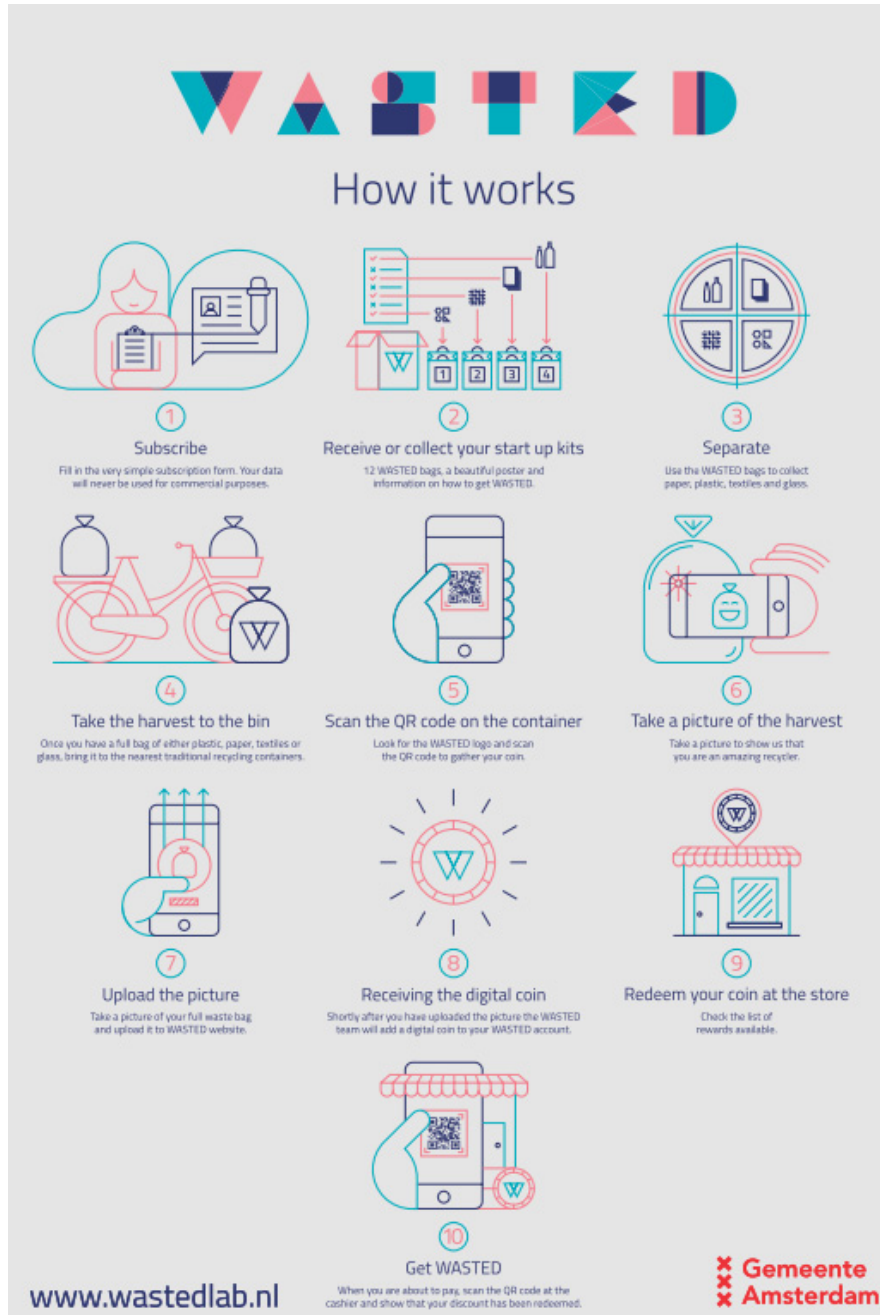 WASTED
How it works
1
Subscribe
Fill in the very simple subscription form. Your data
will never be used for commercial purposes.
1 2 3 4
2
Receive or collect your start up kits
12 WASTED bags, a beautiful poster and
information on how to get WASTED.
3
Separate
Use the WASTED bags to collect
paper, plastic, textiles and glass.
4
Take the harvest to the bin
Once you have a full bag of either plastic, paper, textiles or
glass, bring it to the nearest traditional recycling containers.
5
Scan the QR code on the container
Look for the WASTED logo and scan
the QR code to gather your coin.
6
Take a picture of the harvest
Take a picture to show us that
you are an amazing recycler.
7
Upload the picture
Take a picture of your full waste bag
and upload it to WASTED website.
8
Receiving the digital coin
Shortly after you have uploaded the picture the WASTED
team will add a digital coin to your WASTED account.
9
Redeem your coin at the store
Check the list of
rewards available.
10
Get WASTED
When you are about to pay, scan the QR code at the
cashier and show that your discount has been redeemed.
www.wastedlab.nl
Gemeente
Amsterdam